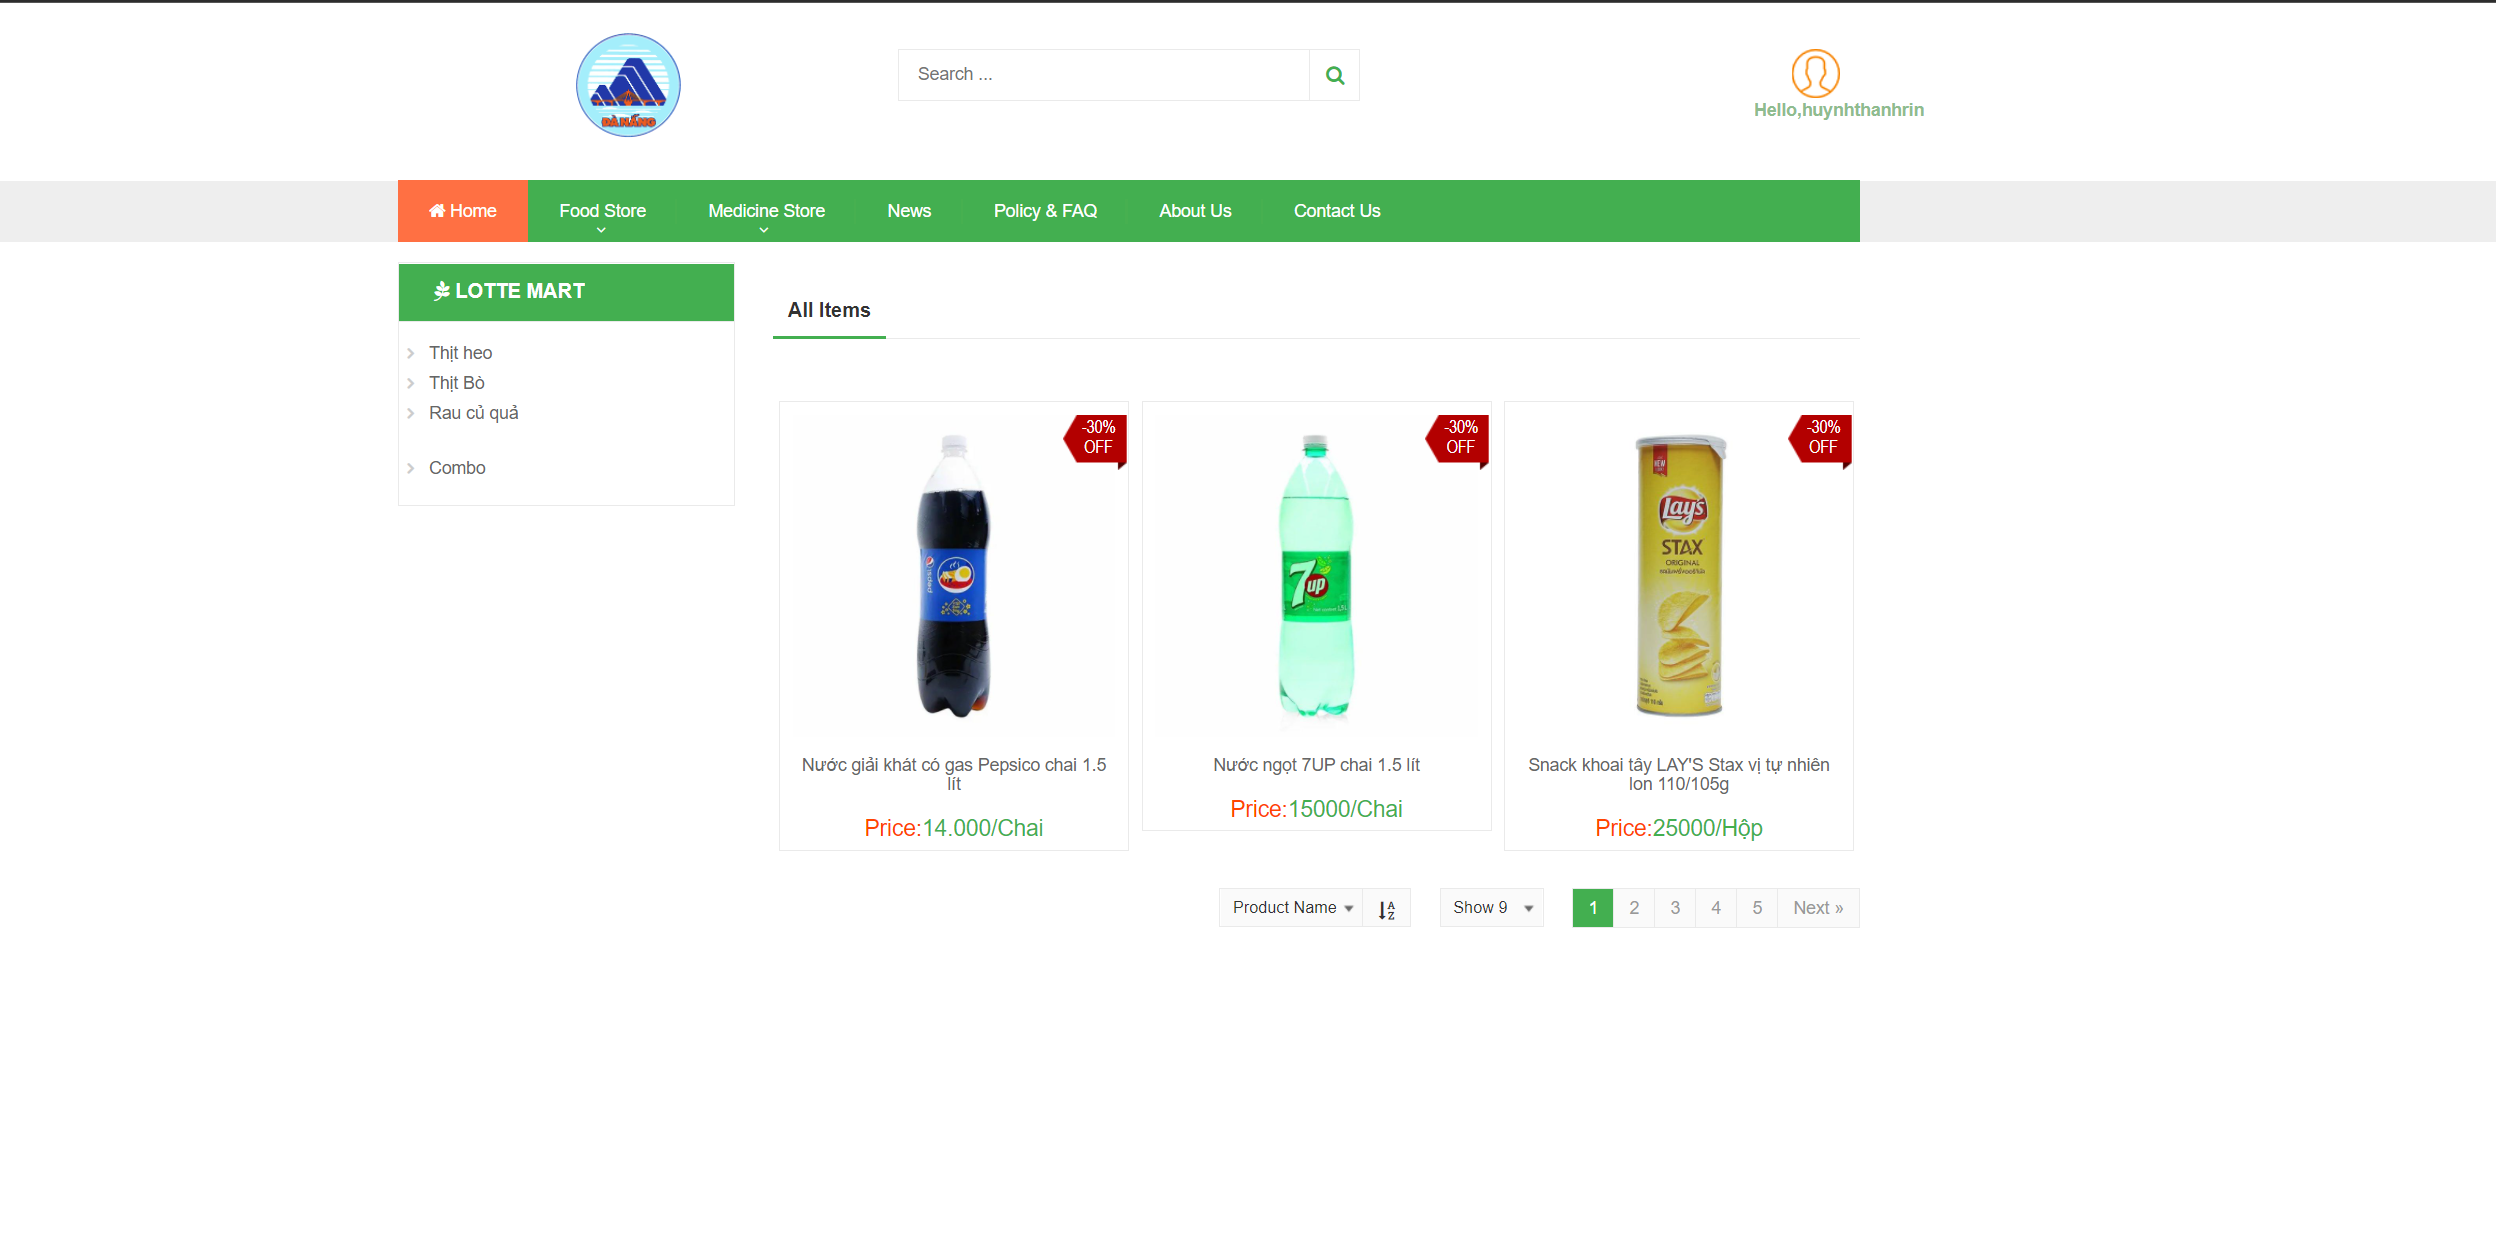 ĐÀ NẴNG
Search ...
Hello,huynhthanhrin
Home
Food Store
Medicine Store
News
Policy & FAQ
About Us
Contact Us
LOTTE MART
Thịt heo
Thịt Bò
Rau củ quả
Combo
All Items
-30%
OFF
pepsi
Nước giải khát có gas Pepsico chai 1.5
lít
Price:14.000/Chai
-30%
OFF
7up
Nước ngọt 7UP chai 1.5 lít
Price:15000/Chai
-30%
OFF
NEW
Lay's
STAX
ORIGINAL
Snack khoai tây LAY'S Stax vị tự nhiên
lon 110/105g
Price:25000/Hộp
Product Name
A
Z
Show 9
1
2
3
4
5
Next »